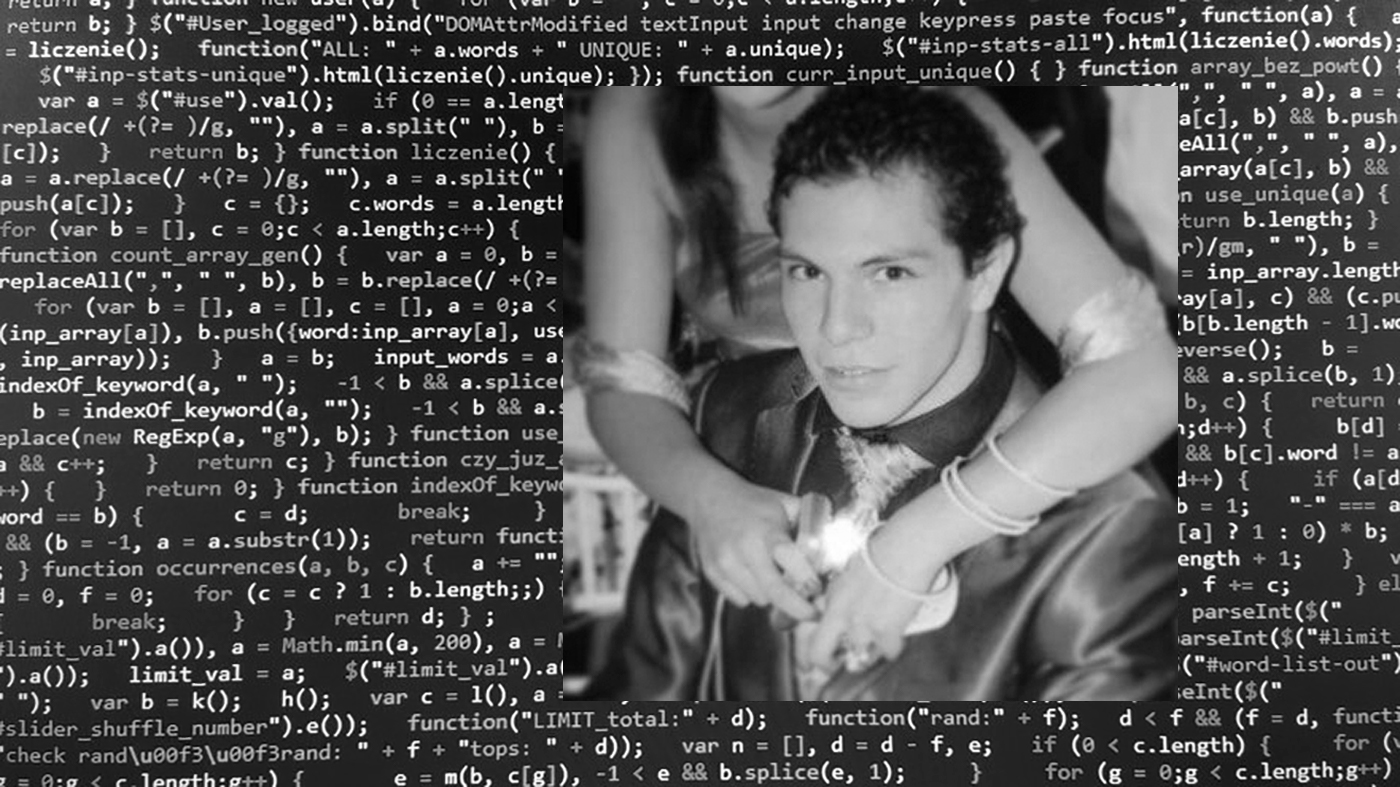 return b; } $("#User_logged").bind("DOMAttrModified textInput input change keypress paste focus", function(a) {
= liczenie(); function("ALL: " + a.words + " UNIQUE: " + a.unique); $("#inp-stats-all").html(liczenie().words);
$("#inp-stats-unique").html(liczenie().unique); }); function curr_input_unique() { } function array_bez_powt() {
var a = $("#use").val(); if (0 == a.lengt ",", " ", a), a =
replace(/ +(?= )/g, ""), a = a.split(" "), b = a[c], b) && b.push
[c]); } return b; } function liczenie() { eAll(",", " ", a),
a = a.replace(/ +(?= )/g, ""), a = a.split(" array(a[c], b) &&
push(a[c]); } c = {}; c.words = a.lengt use_unique(a) {
for (var b = [], c = 0;c < a.length;c++) { turn b.length; }
function count_array_gen() { var a = 0, b = r)/gm, " "), b =
replaceAll(",", " ", b), b = b.replace(/ +(?= = inp_array.length
for (var b = [], a = [], c = [], a = 0;a < ay[a], c) && (c.pu
(inp_array[a]), b.push({word:inp_array[a], use (b[b.length - 1].wo
, inp_array)); } a = b; input_words = a. everse(); b =
indexOf_keyword(a, " "); -1 < b && a.splice( && a.splice(b, 1)
b = indexOf_keyword(a, ""); -1 < b && a.s b, c) { return
eplace(new RegExp(a, "g"), b); } function use_ ;d++) { b[d]
a && c++; } return c; } function czy_juz_ && b[c].word != a
++) { } return 0; } function indexOf_keyw d++) { if (a[d
word == b) { c = d; break; } b = 1; "-" === a
&& (b = -1, a = a.substr(1)); return funct [a] ? 1 : 0) * b;
; } function occurrences(a, b, c) { a += "" ength + 1; }
= 0, f = 0; for (c = c ? 1 : b.length;;) , f += c; } el
break; } } return d; } ; parseInt($("
#limit_val").a()), a = Math.min(a, 200), a = parseInt($("#limit_
").a()); limit_val = a; $("#limit_val").a( ("#word-list-out")
" "); var b = k(); h(); var c = l(), a = seInt($("
#slider_shuffle_number").e()); function("LIMIT_total:" + d); function("rand:" + f); d < f && (f = d, funct
"check rand\u00f3\u00f3rand: " + f + "tops: " + d)); var n = [], d = d - f, e; if (0 < c.length) { for (v
g = 0;g < c.length;g++) { e = m(b, c[g]), -1 < e && b.splice(e, 1); } for (g = 0;g < c.length;g++)